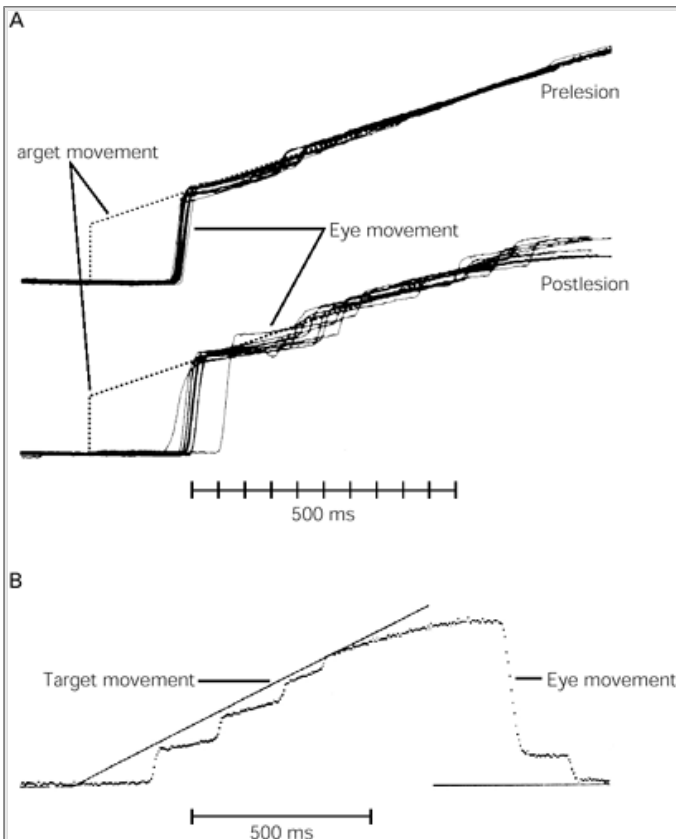 A
Prelesion
arget movement
Eye movement
Postlesion
500 ms
B
Target movement
Eye movement
500 ms